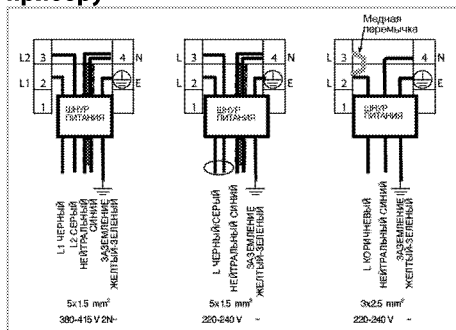 прибору
Медная
перемычка
L2 3 4 N
L1 2 E
1
ШНУР
ПИТАНИЯ
L1 ЧЕРНЫЙ
L2 СЕРЫЙ
НЕЙТРАЛЬНЫЙ
СИНИЙ
ЗАЗЕМЛЕНИЕ
ЖЕЛТЫЙ-ЗЕЛЕНЫЙ
5x1.5 mm²
380-415 V 2N~
L 3 4 N
L 2 E
1
ШНУР
ПИТАНИЯ
L ЧЕРНЫЙ/СЕРЫЙ
НЕЙТРАЛЬНЫЙ СИНИЙ
ЗАЗЕМЛЕНИЕ
ЖЕЛТЫЙ-ЗЕЛЕНЫЙ
5x1.5 mm²
220-240 V ~
L 3 4 N
L 2 E
1
ШНУР
ПИТАНИЯ
L КОРИЧНЕВЫЙ
НЕЙТРАЛЬНЫЙ СИНИЙ
ЗАЗЕМЛЕНИЕ
ЖЕЛТЫЙ-ЗЕЛЕНЫЙ
3x2.5 mm²
220-240 V ~